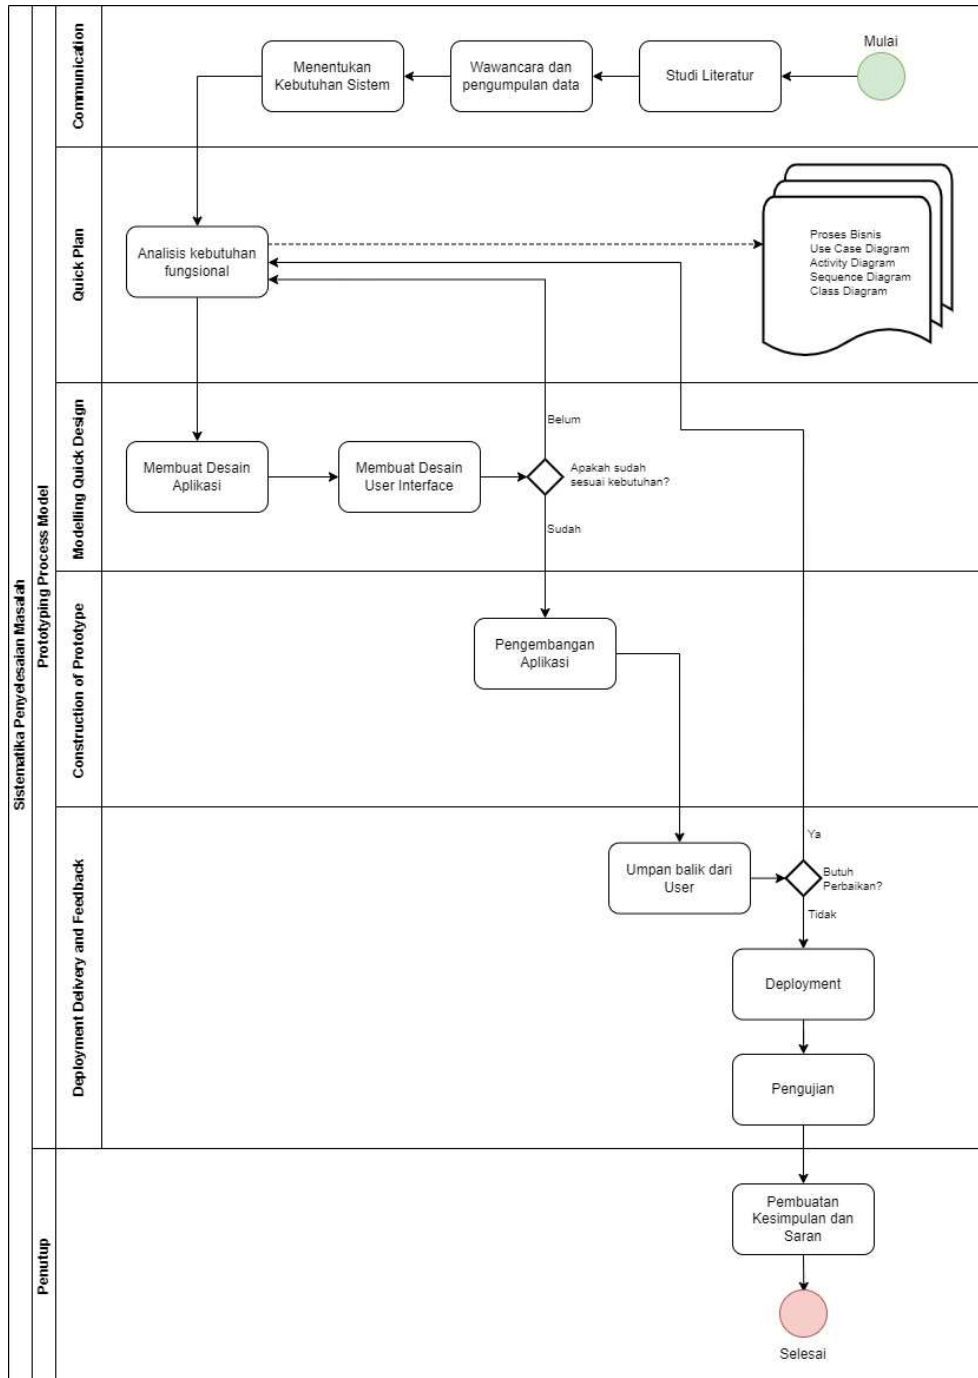 Sistematika Penyelesaian Masalah
Prototyping Process Model
Communication
Mulai
Studi Literatur
Wawancara dan
pengumpulan data
Menentukan
Kebutuhan Sistem
Quick Plan
Analisis kebutuhan
fungsional
Proses Bisnis
Use Case Diagram
Activity Diagram
Sequence Diagram
Class Diagram
Modelling Quick Design
Membuat Desain
Aplikasi
Membuat Desain
User Interface
Belum
Apakah sudah
sesuai kebutuhan?
Sudah
Construction of Prototype
Pengembangan
Aplikasi
Deployment Delivery and Feedback
Umpan balik dari
User
Ya
Butuh
Perbaikan?
Tidak
Deployment
Pengujian
Penutup
Pembuatan
Kesimpulan dan
Saran
Selesai